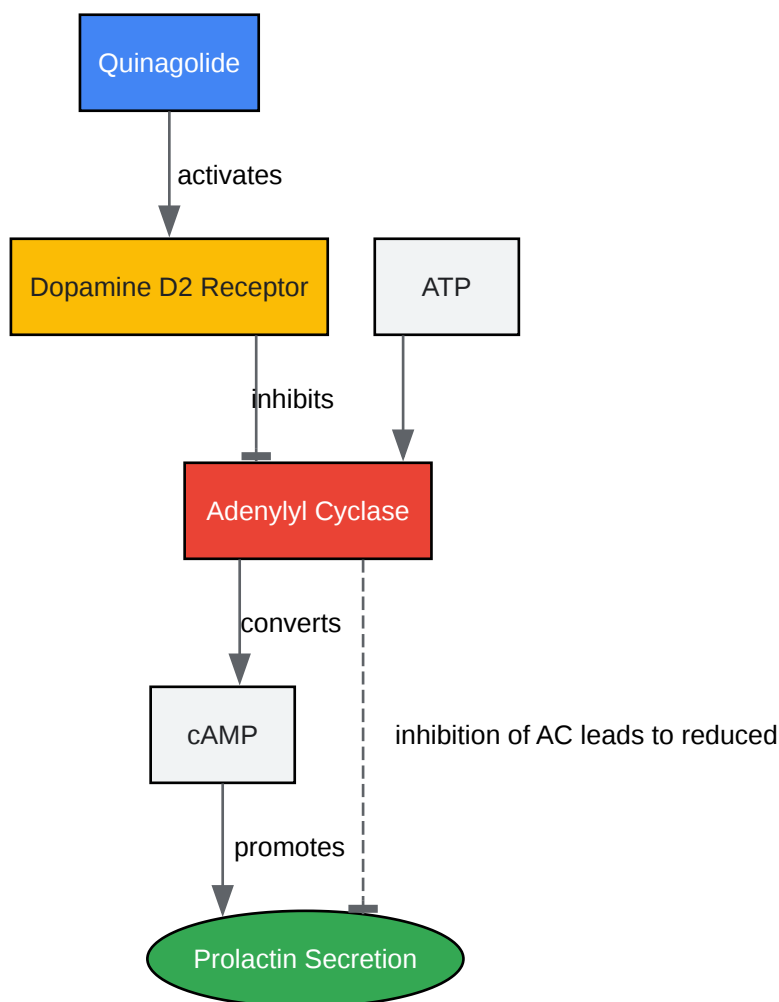 Quinagolide
activates
Dopamine D2 Receptor
ATP
inhibits
Adenylyl Cyclase
converts
cAMP
inhibition of AC leads to reduced
promotes
Prolactin Secretion